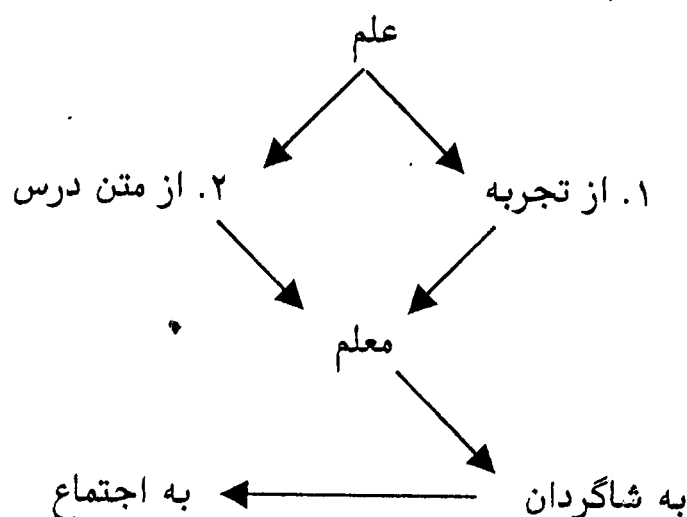 علم
۱. از تجربه
۲. از متن درس
معلم
به شاگردان
به اجتماع